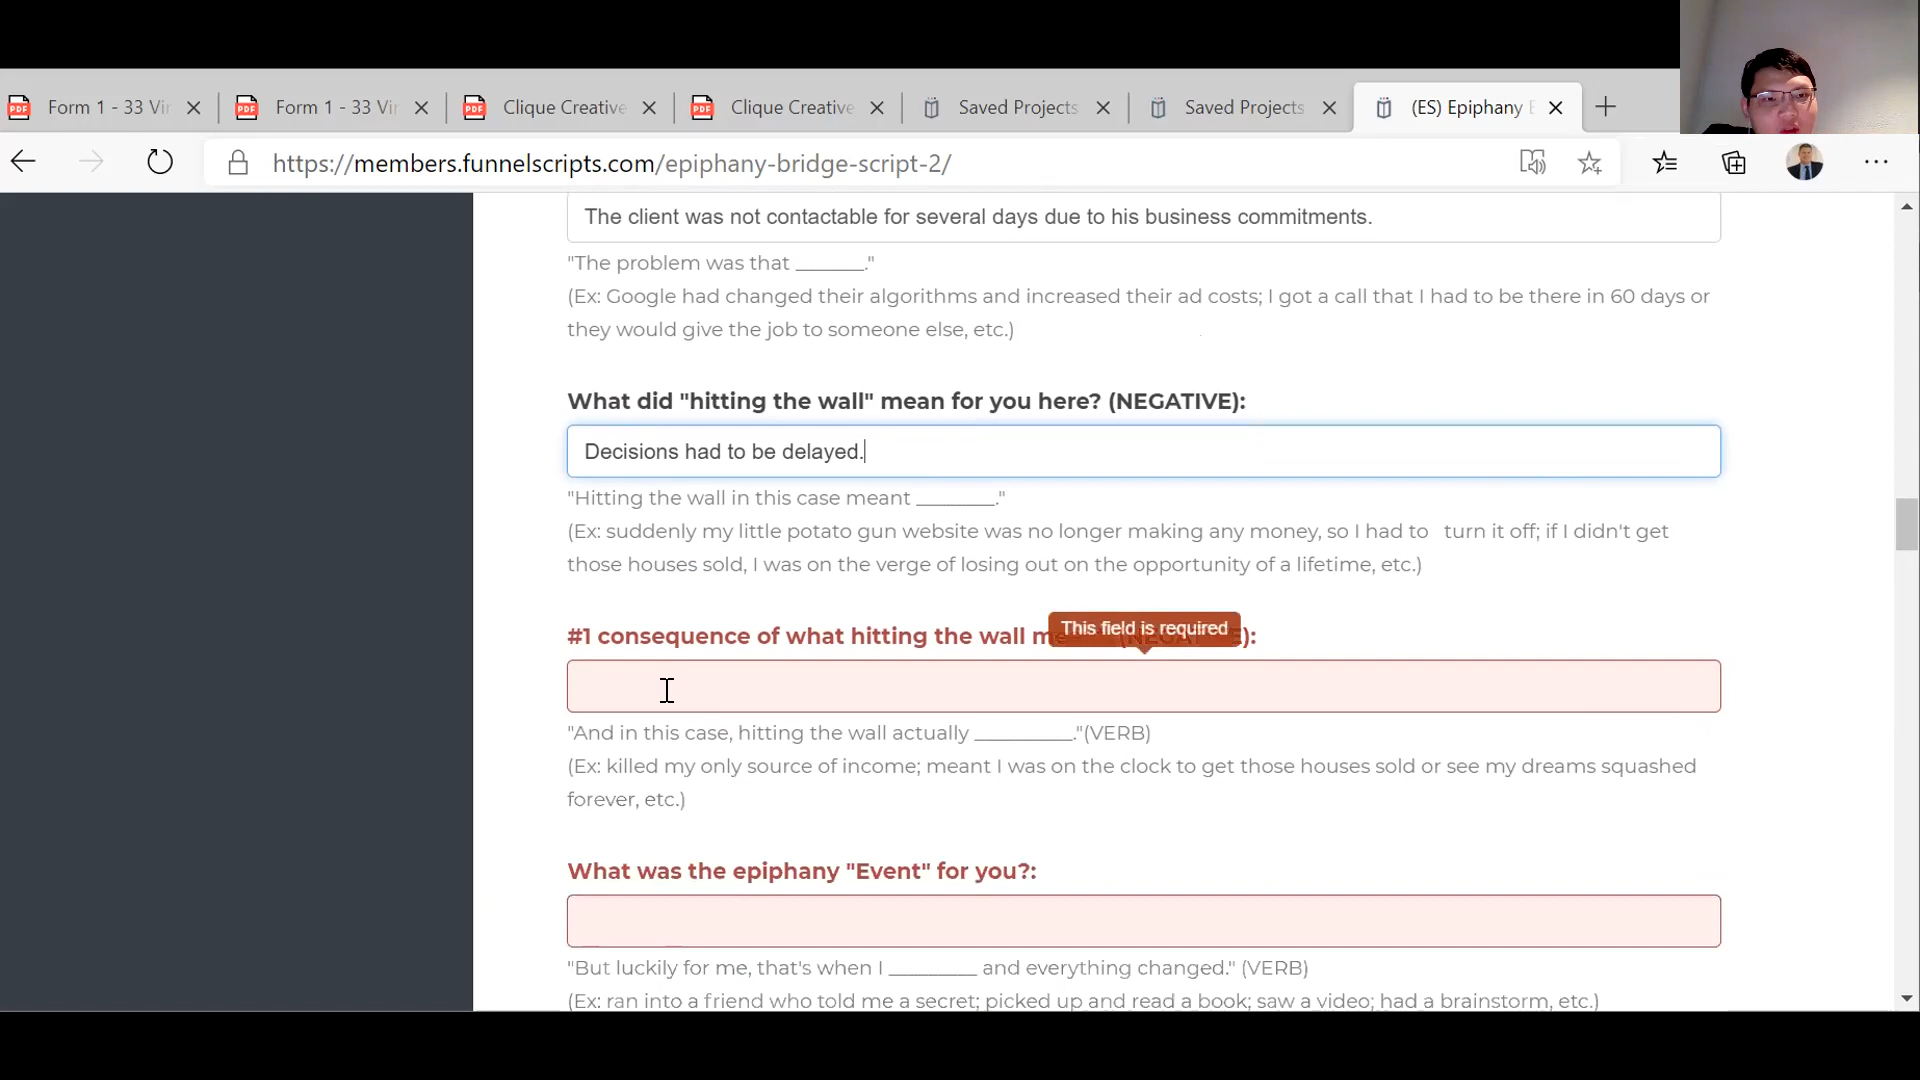 Form 1 - 33 Vir
Form 1 - 33 Vir
Clique Creative
Clique Creative
Saved Projects
Saved Projects
(ES) Epiphany
https://members.funnelscripts.com/epiphany-bridge-script-2/
The client was not contactable for several days due to his business commitments.
"The problem was that _______."
(Ex: Google had changed their algorithms and increased their ad costs; I got a call that I had to be there in 60 days or
they would give the job to someone else, etc.)
What did "hitting the wall" mean for you here? (NEGATIVE):
Decisions had to be delayed.
"Hitting the wall in this case meant ________."
(Ex: suddenly my little potato gun website was no longer making any money, so I had to turn it off; if I didn't get
those houses sold, I was on the verge of losing out on the opportunity of a lifetime, etc.)
This field is required
#1 consequence of what hitting the wall
"And in this case, hitting the wall actually __________."(VERB)
(Ex: killed my only source of income; meant I was on the clock to get those houses sold or see my dreams squashed
forever, etc.)
What was the epiphany "Event" for you?:
"But luckily for me, that's when I _________ and everything changed." (VERB)
(Ex: ran into a friend who told me a secret; picked up and read a book; saw a video; had a brainstorm, etc.)